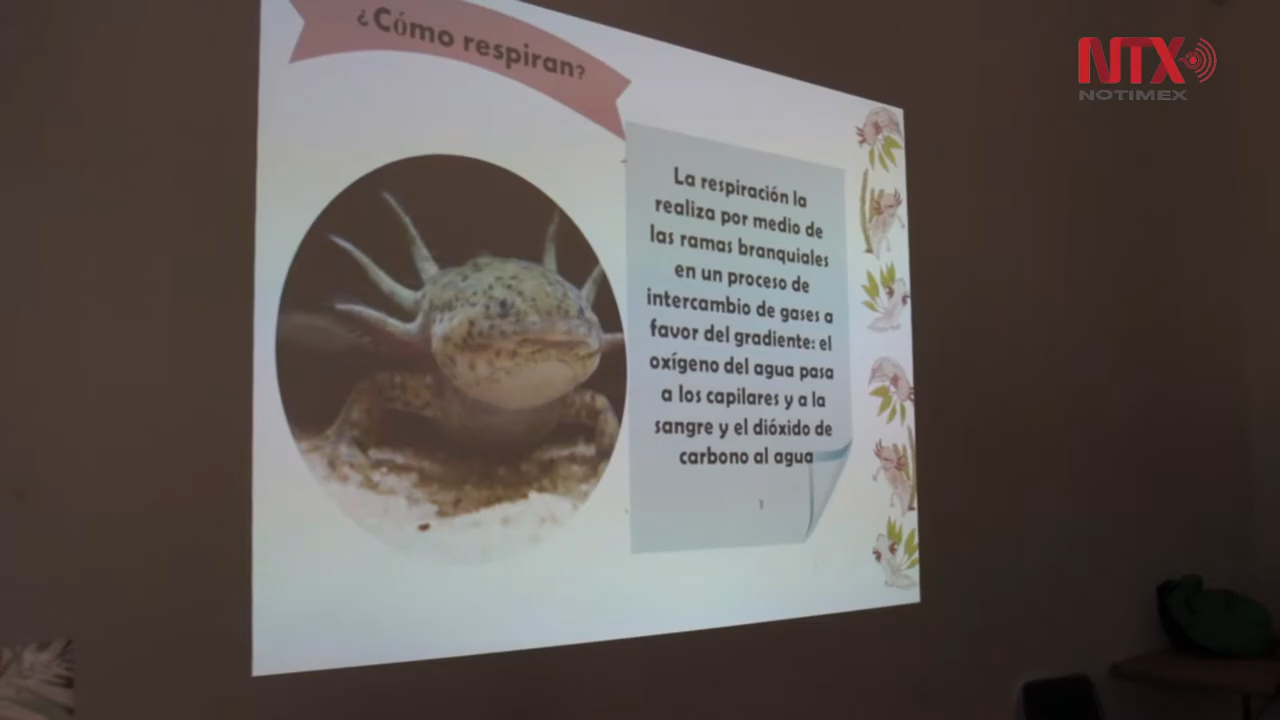 ¿Cómo respiran?
NTX
NOTIMEX
La respiración la
realiza por medio de
las ramas branquiales
en un proceso de
intercambio de gases a
favor del gradiente: el
oxígeno del agua pasa
a los capilares y a la
sangre y el dióxido de
carbono al agua